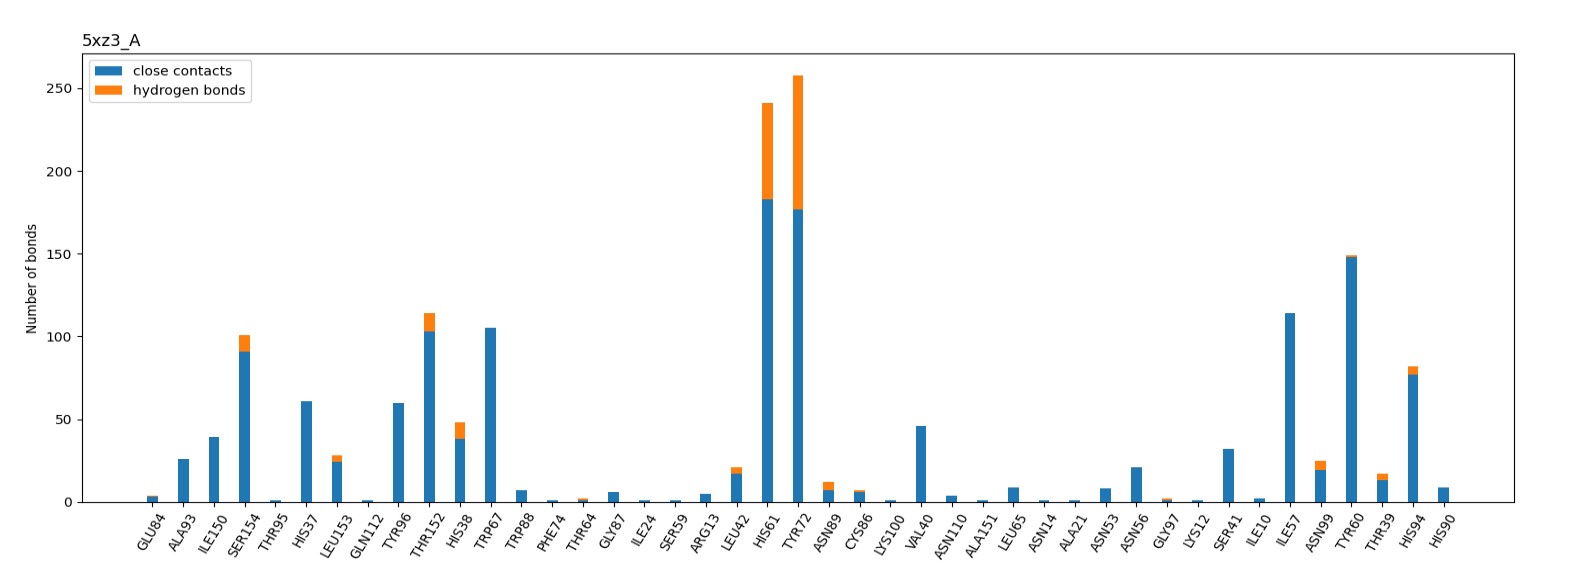 5xz3_A
close contacts
hydrogen bonds
Number of bonds
250
200
150
100
50
0
GLU84
ALA93
ILE150
SER154
THR95
HIS37
LEU153
GLN112
TYR96
THR152
HIS38
TRP67
TRP88
PHE74
THR64
GLY87
ILE24
SER59
ARG13
LEU42
HIS61
TYR72
ASN89
CYS86
LYS100
VAL40
ASN110
ALA151
LEU65
ASN14
ALA21
ASN53
ASN56
GLY97
LYS12
SER41
ILE10
ILE57
ASN99
TYR60
THR39
HIS94
HIS90